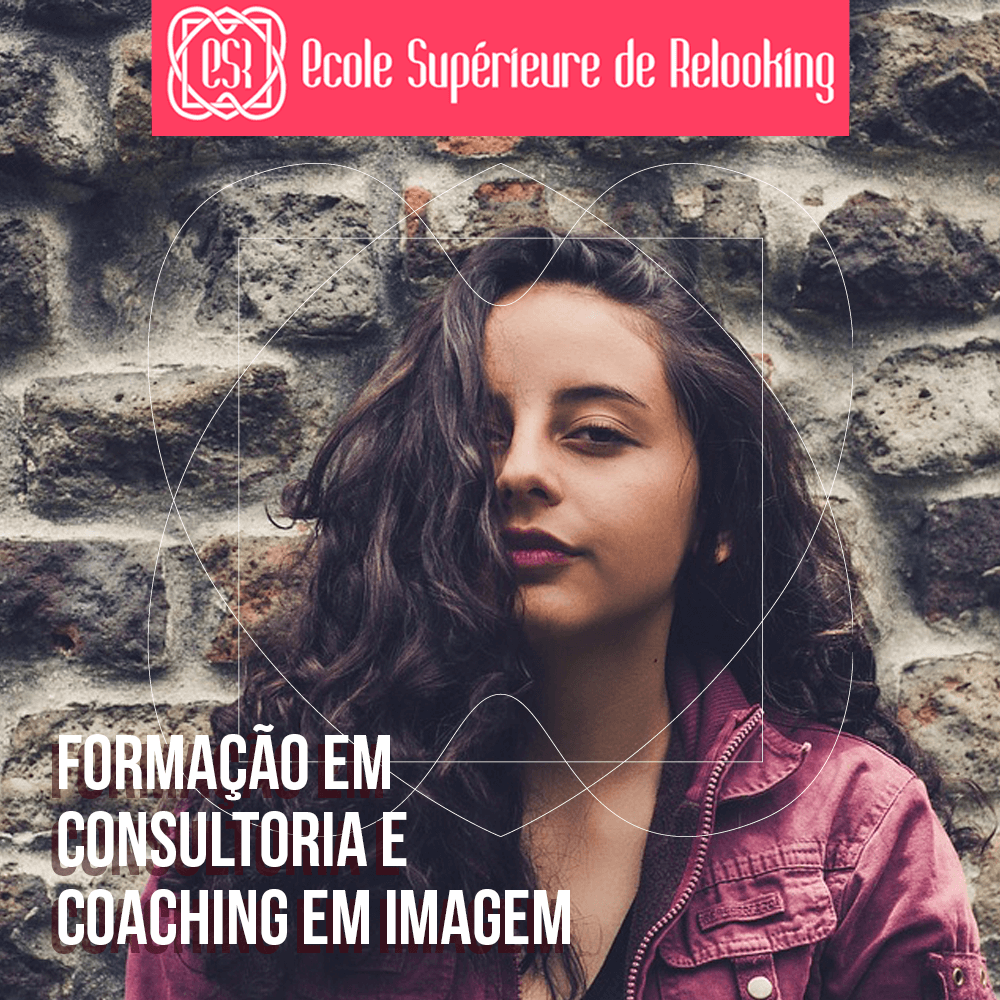 eSR ecole Supérieure de Relooking
FORMAÇÃO EM
CONSULTORIA E
COACHING EM IMAGEM